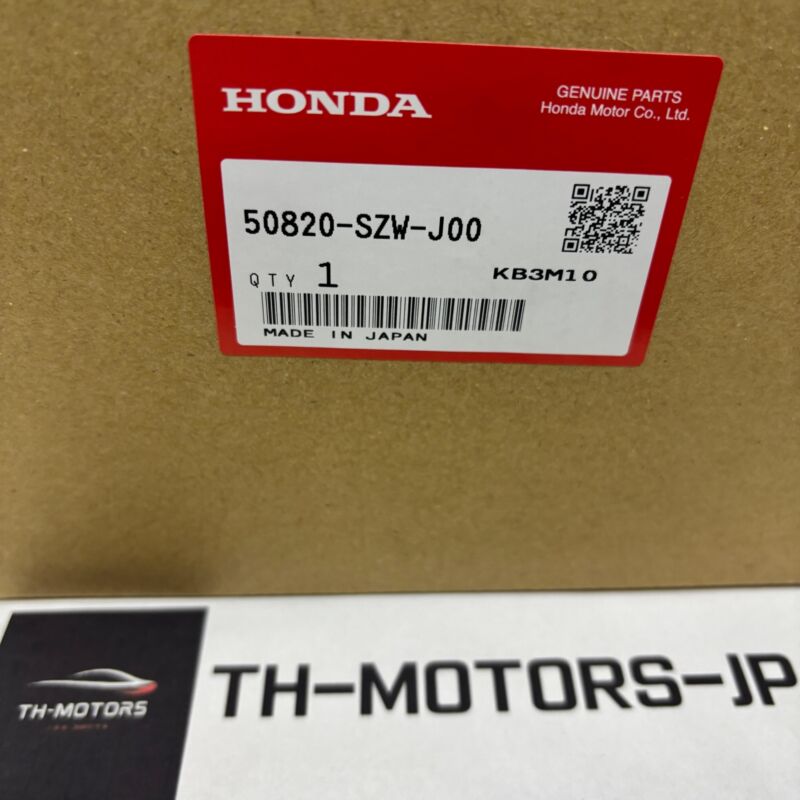 HONDA
GENUINE PARTS
Honda Motor Co., Ltd.
50820-SZW-J00
QTY 1
KB3M10
MADE IN JAPAN
TH-MOTORS
TH-MOTORS-JP